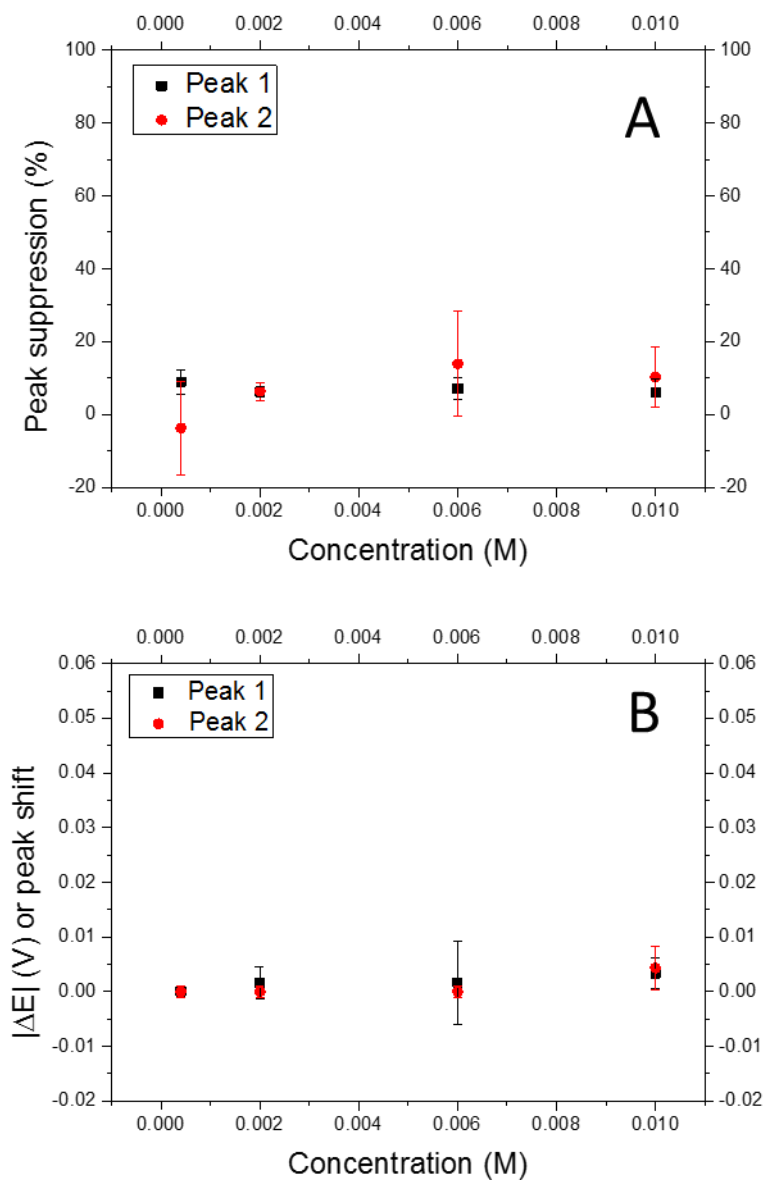 0.000 0.002 0.004 0.006 0.008 0.010
100 100
Peak 1
Peak 2
A
80 80
60 60
40 40
20 20
0 0
-20 -20
Peak suppression (%)
0.000 0.002 0.004 0.006 0.008 0.010
Concentration (M)
0.000 0.002 0.004 0.006 0.008 0.010
0.06 0.06
Peak 1
Peak 2
B
0.05 0.05
0.04 0.04
0.03 0.03
0.02 0.02
0.01 0.01
0.00 0.00
-0.01 -0.01
-0.02 -0.02
|ΔE| (V) or peak shift
0.000 0.002 0.004 0.006 0.008 0.010
Concentration (M)